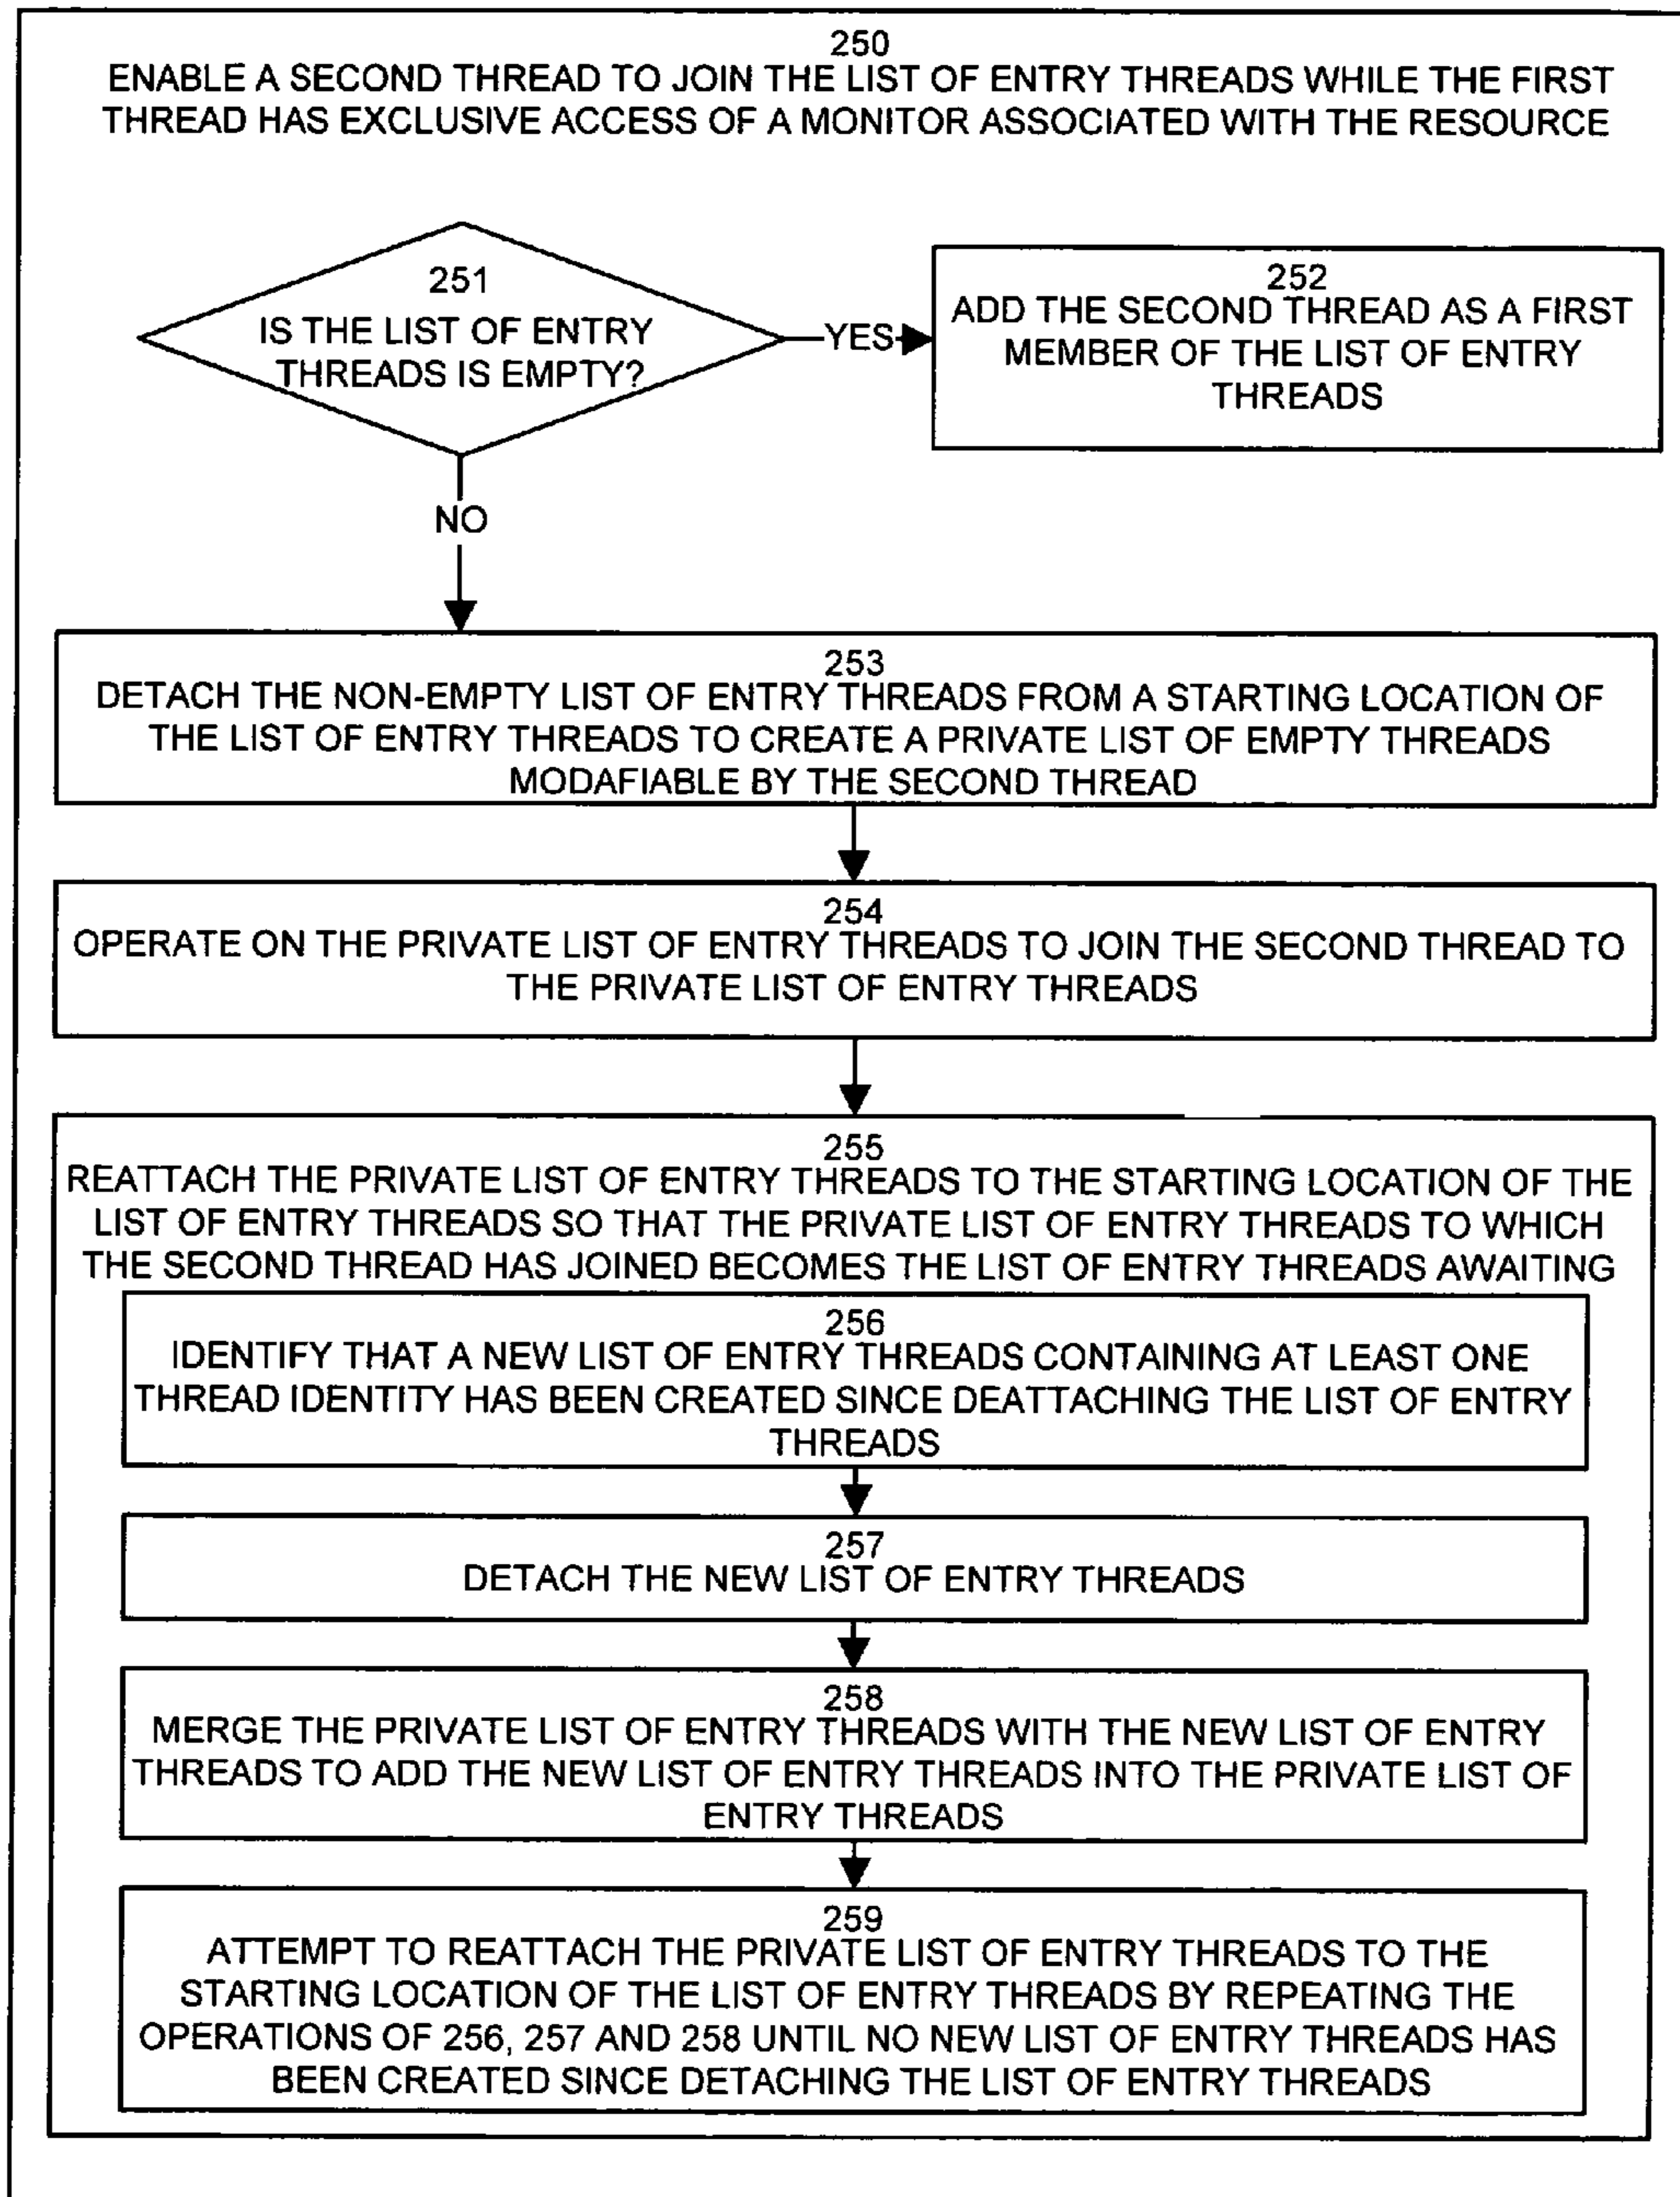 250
ENABLE A SECOND THREAD TO JOIN THE LIST OF ENTRY THREADS WHILE THE FIRST
THREAD HAS EXCLUSIVE ACCESS OF A MONITOR ASSOCIATED WITH THE RESOURCE
251
IS THE LIST OF ENTRY
THREADS IS EMPTY?
YES
252
ADD THE SECOND THREAD AS A FIRST
MEMBER OF THE LIST OF ENTRY
THREADS
NO
253
DETACH THE NON-EMPTY LIST OF ENTRY THREADS FROM A STARTING LOCATION OF
THE LIST OF ENTRY THREADS TO CREATE A PRIVATE LIST OF EMPTY THREADS
MODAFIABLE BY THE SECOND THREAD
254
OPERATE ON THE PRIVATE LIST OF ENTRY THREADS TO JOIN THE SECOND THREAD TO
THE PRIVATE LIST OF ENTRY THREADS
255
REATTACH THE PRIVATE LIST OF ENTRY THREADS TO THE STARTING LOCATION OF THE
LIST OF ENTRY THREADS SO THAT THE PRIVATE LIST OF ENTRY THREADS TO WHICH
THE SECOND THREAD HAS JOINED BECOMES THE LIST OF ENTRY THREADS AWAITING
256
IDENTIFY THAT A NEW LIST OF ENTRY THREADS CONTAINING AT LEAST ONE
THREAD IDENTITY HAS BEEN CREATED SINCE DEATTACHING THE LIST OF ENTRY
THREADS
257
DETACH THE NEW LIST OF ENTRY THREADS
258
MERGE THE PRIVATE LIST OF ENTRY THREADS WITH THE NEW LIST OF ENTRY
THREADS TO ADD THE NEW LIST OF ENTRY THREADS INTO THE PRIVATE LIST OF
ENTRY THREADS
259
ATTEMPT TO REATTACH THE PRIVATE LIST OF ENTRY THREADS TO THE
STARTING LOCATION OF THE LIST OF ENTRY THREADS BY REPEATING THE
OPERATIONS OF 256, 257 AND 258 UNTIL NO NEW LIST OF ENTRY THREADS HAS
BEEN CREATED SINCE DETACHING THE LIST OF ENTRY THREADS